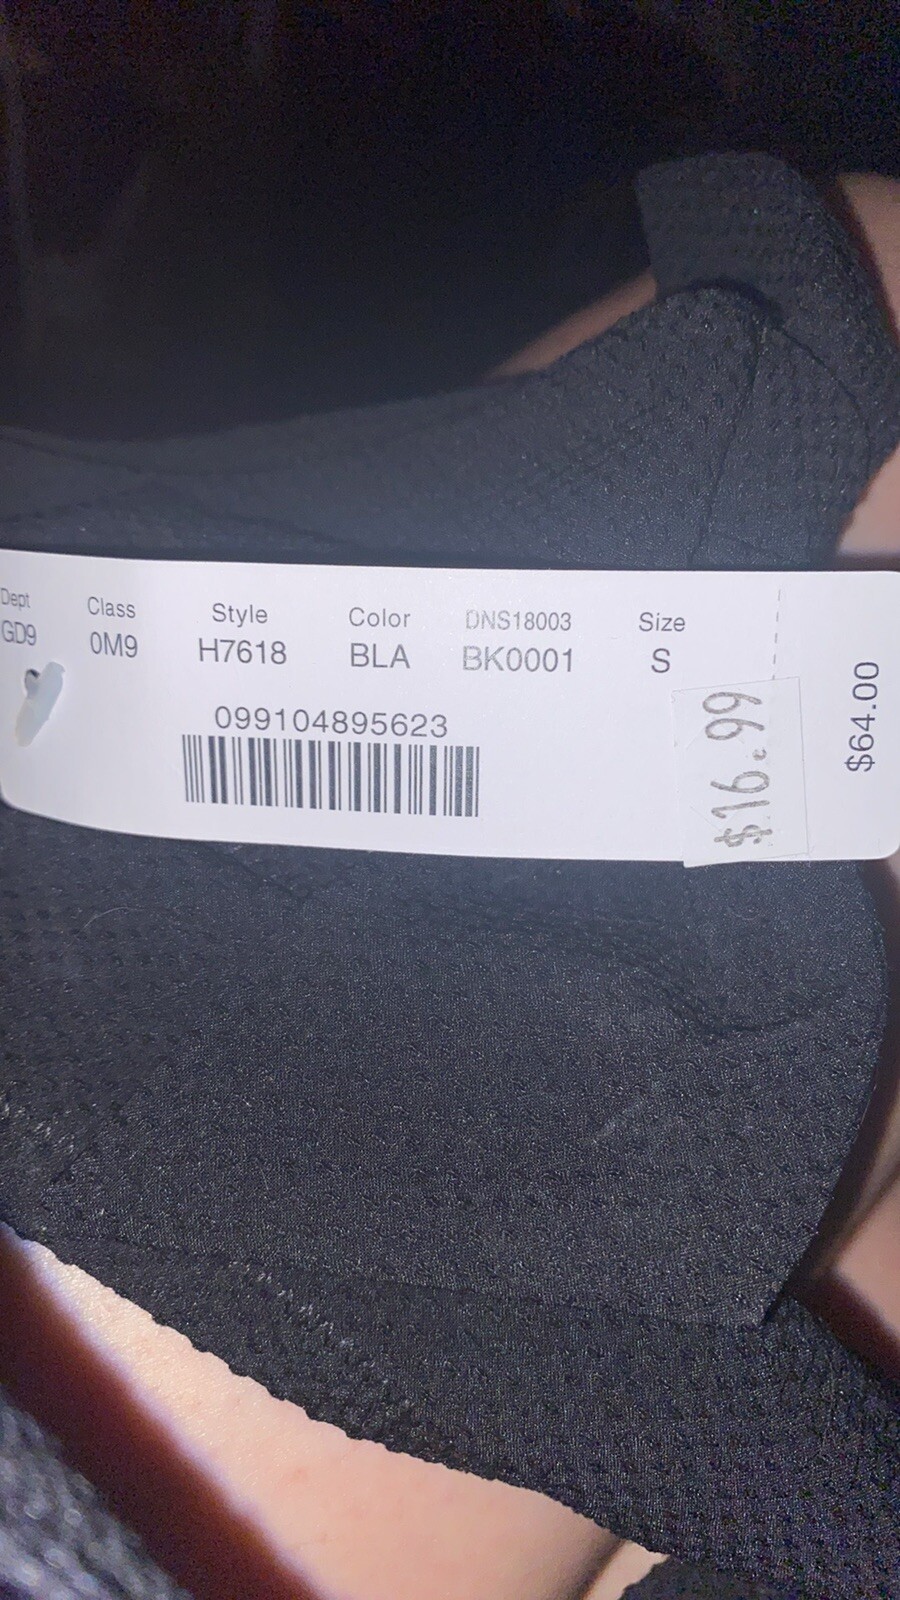 Dept Class Style Color DNS18003 Size
GD9 0M9 H7618 BLA BK0001 S
099104895623
$16.99
$64.00